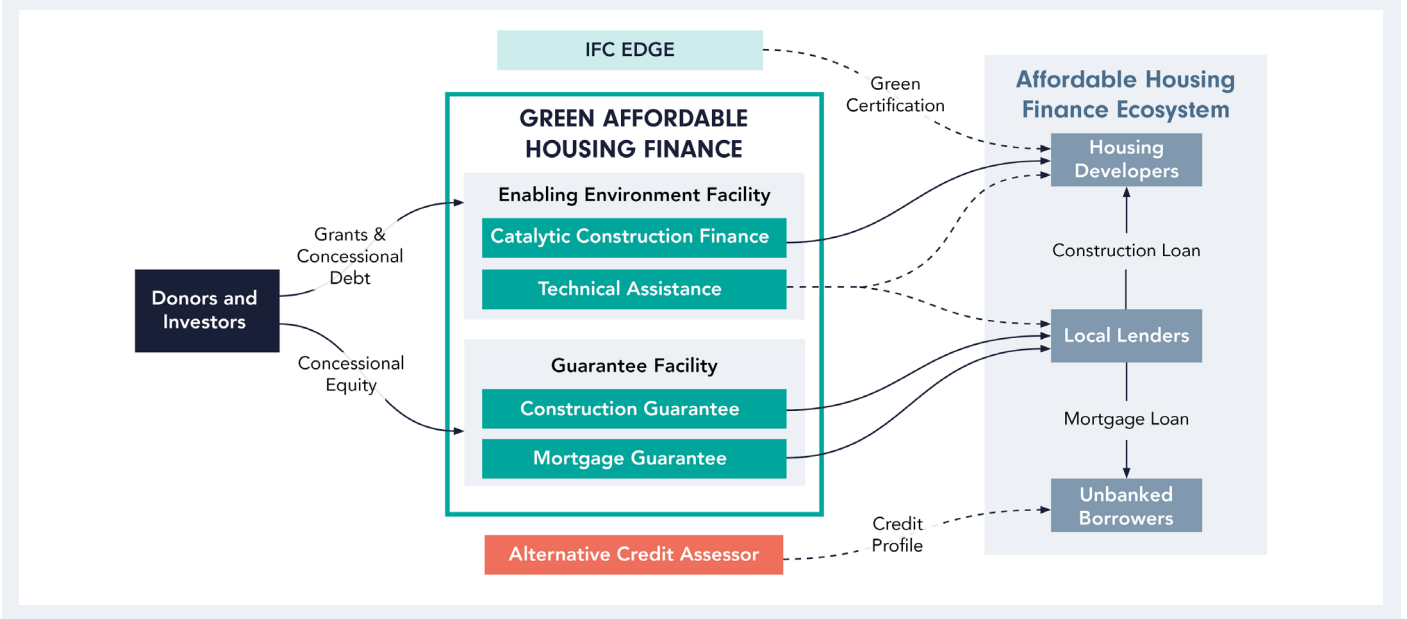 IFC EDGE
Green
Certification
Affordable Housing
Finance Ecosystem
GREEN AFFORDABLE
HOUSING FINANCE
Housing
Developers
Enabling Environment Facility
Catalytic Construction Finance
Grants &
Concessional
Debt
Construction Loan
Technical Assistance
Donors and
Investors
Local Lenders
Concessional
Equity
Guarantee Facility
Construction Guarantee
Mortgage Loan
Mortgage Guarantee
Unbanked
Borrowers
Credit
Profile
Alternative Credit Assessor